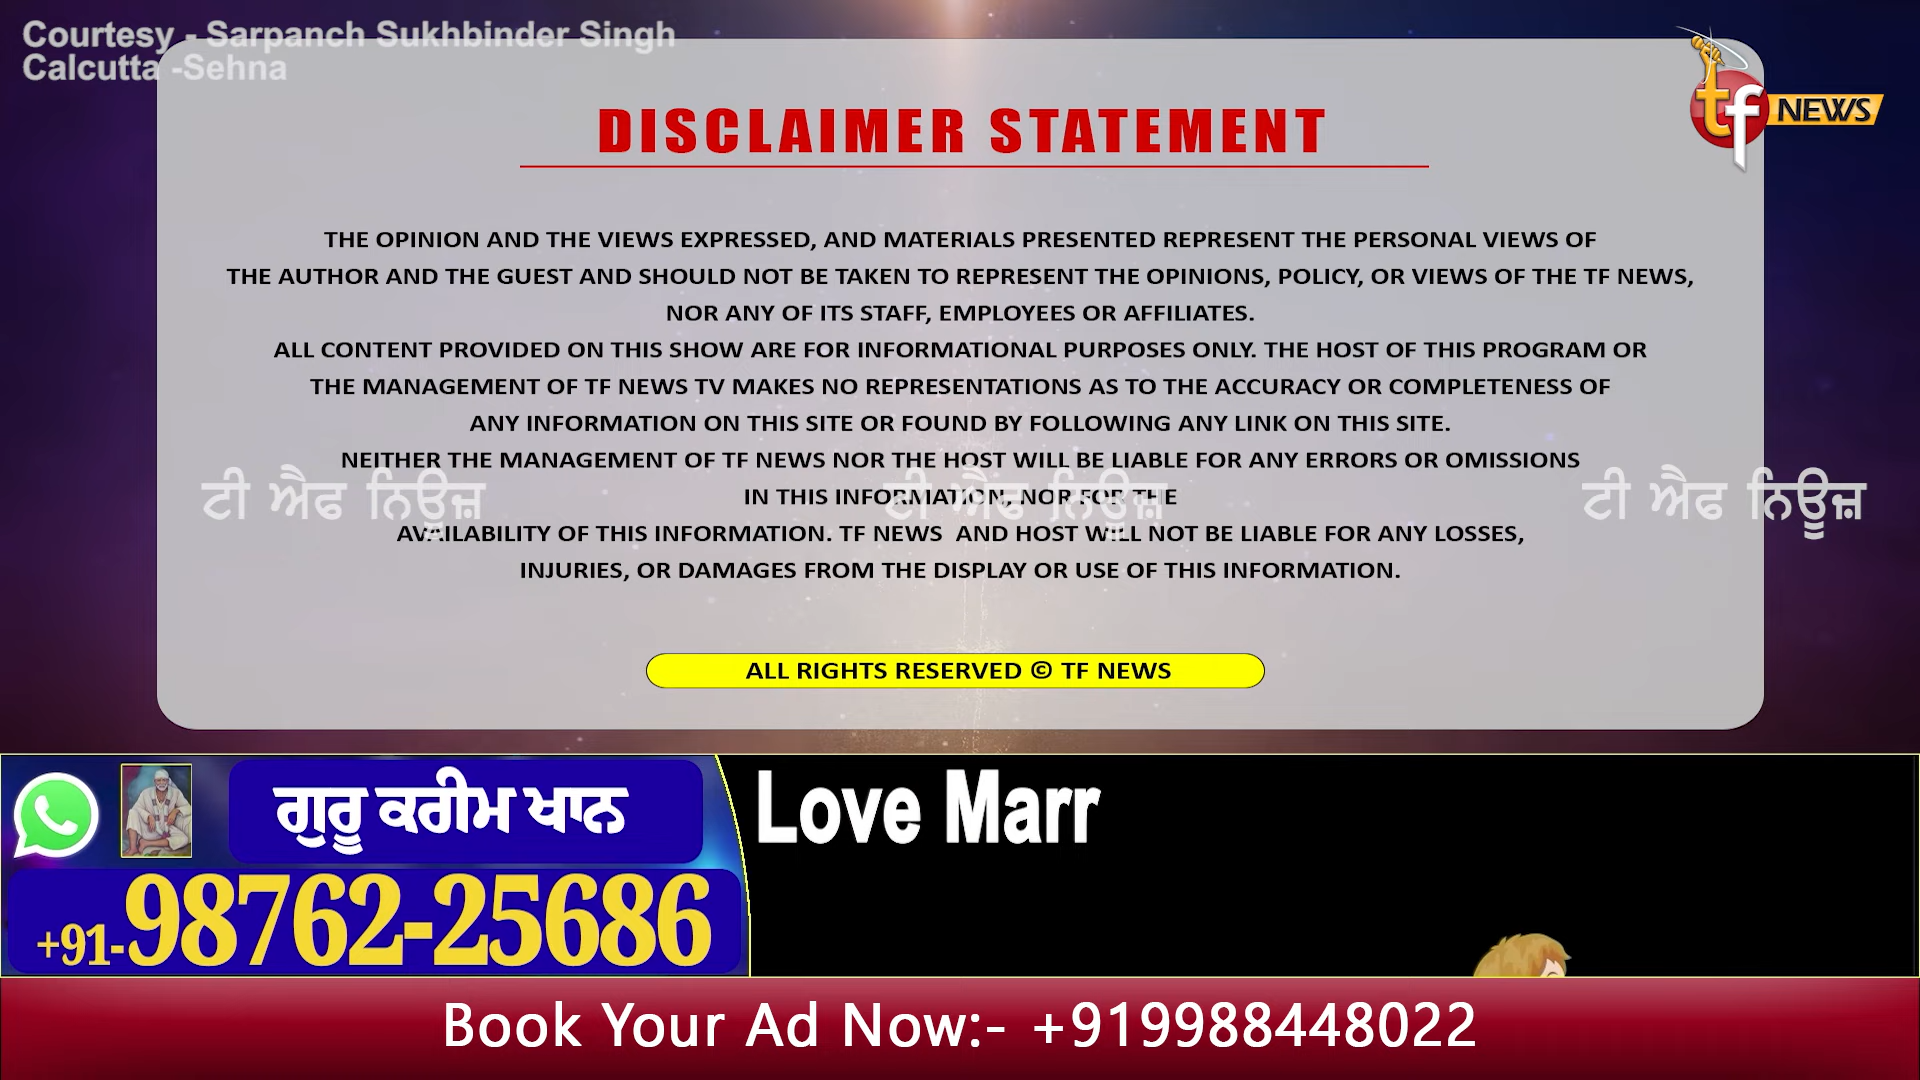 Courtesy - Sarpanch Sukhbinder Singh
Calcutta -Sehna
tf NEWS
DISCLAIMER STATEMENT
THE OPINION AND THE VIEWS EXPRESSED, AND MATERIALS PRESENTED REPRESENT THE PERSONAL VIEWS OF
THE AUTHOR AND THE GUEST AND SHOULD NOT BE TAKEN TO REPRESENT THE OPINIONS, POLICY, OR VIEWS OF THE TF NEWS,
NOR ANY OF ITS STAFF, EMPLOYEES OR AFFILIATES.
ALL CONTENT PROVIDED ON THIS SHOW ARE FOR INFORMATIONAL PURPOSES ONLY. THE HOST OF THIS PROGRAM OR
THE MANAGEMENT OF TF NEWS TV MAKES NO REPRESENTATIONS AS TO THE ACCURACY OR COMPLETENESS OF
ANY INFORMATION ON THIS SITE OR FOUND BY FOLLOWING ANY LINK ON THIS SITE.
NEITHER THE MANAGEMENT OF TF NEWS NOR THE HOST WILL BE LIABLE FOR ANY ERRORS OR OMISSIONS
IN THIS INFORMATION, NOR FOR THE
ਟੀ ਐਫ ਨਿਊਜ਼ ਟੀ ਐਫ ਨਿਊਜ਼ ਟੀ ਐਫ ਨਿਊਜ਼
AVAILABILITY OF THIS INFORMATION. TF NEWS AND HOST WILL NOT BE LIABLE FOR ANY LOSSES,
INJURIES, OR DAMAGES FROM THE DISPLAY OR USE OF THIS INFORMATION.
ALL RIGHTS RESERVED © TF NEWS
ਗੁਰੂ ਕਰੀਮ ਖਾਨ
+91-98762-25686
Love Marr
Book Your Ad Now:- +919988448022